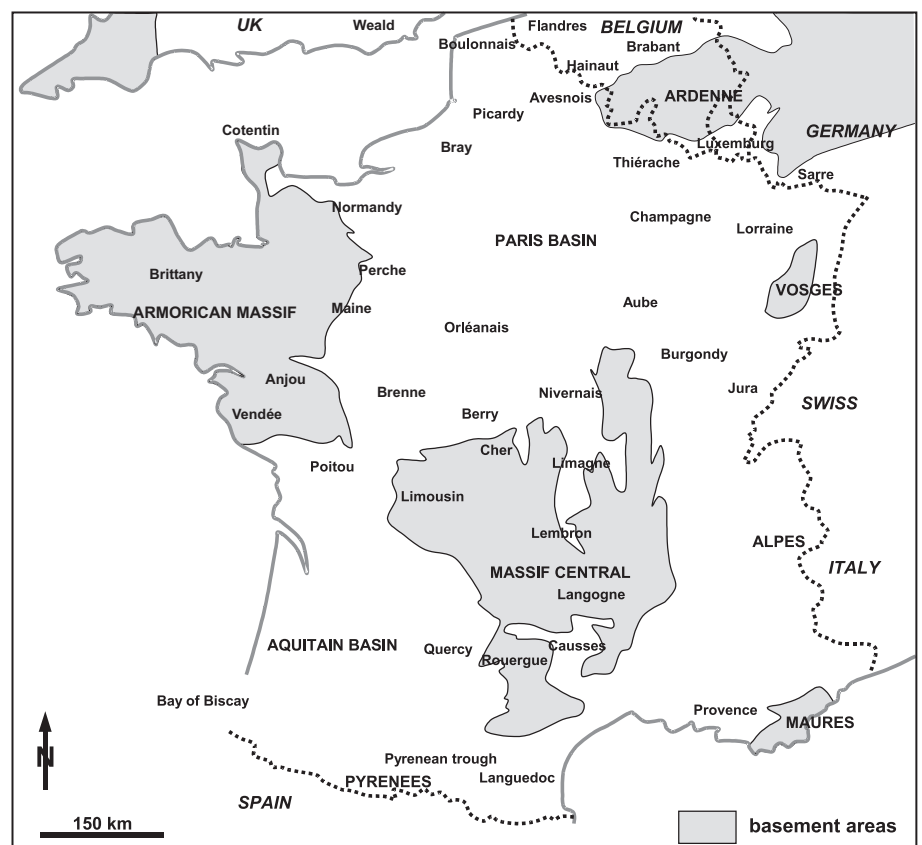 UK
Weald
Flandres
BELGIUM
Boulonnais
Brabant
Hainaut
Avesnois
ARDENNE
Picardy
Cotentin
GERMANY
Bray
Luxemburg
Thiérache
Sarre
Normandy
Champagne
Lorraine
PARIS BASIN
Perche
Brittany
VOSGES
Maine
Aube
ARMORICAN MASSIF
Orléanais
Burgondy
Anjou
Jura
Brenne
Nivernais
SWISS
Vendée
Berry
Cher
Poitou
Limagne
Limousin
Lembron
ALPES
MASSIF CENTRAL
ITALY
Langogne
AQUITAIN BASIN
Quercy
Causses
Rouergue
Bay of Biscay
Provence
MAURES
N
Pyrenean trough
PYRENEES
Languedoc
SPAIN
150 km
basement areas